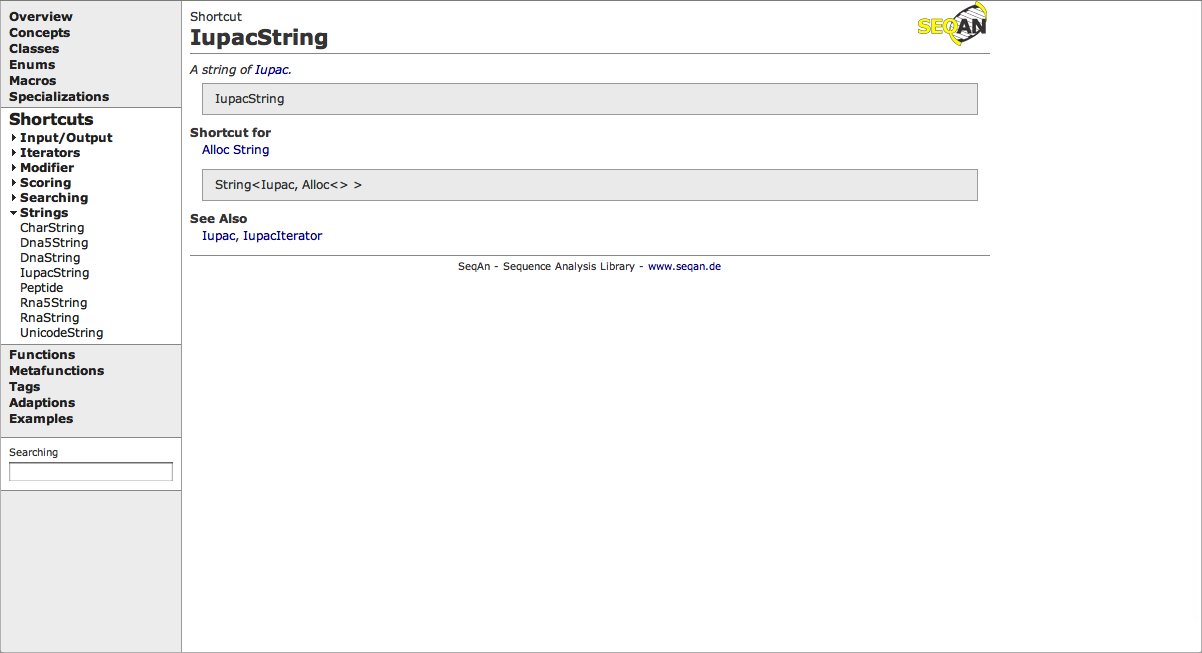 Overview
Concepts
Classes
Enums
Macros
Specializations
Shortcuts
Input/Output
Iterators
Modifier
Scoring
Searching
Strings
CharString
Dna5String
DnaString
IupacString
Peptide
Rna5String
RnaString
UnicodeString
Functions
Metafunctions
Tags
Adaptions
Examples
Searching
Shortcut
IupacString
SEQAN
A string of Iupac.
IupacString
Shortcut for
Alloc String
String<Iupac, Alloc<> >
See Also
Iupac, IupacIterator
SeqAn - Sequence Analysis Library - www.seqan.de